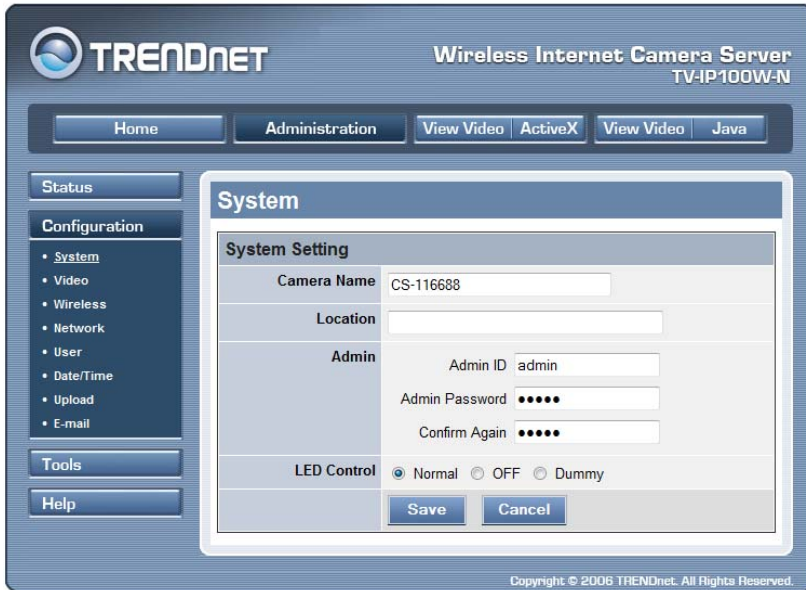 TRENDNET
Wireless Internet Camera Server
TV-IP100W-N
Home Administration View Video ActiveX View Video Java
Status
Configuration
• System
• Video
• Wireless
• Network
• User
• Date/Time
• Upload
• E-mail
Tools
Help
System
System Setting
Camera Name CS-116688
Location
Admin
Admin ID admin
Admin Password •••••
Confirm Again •••••
LED Control Normal OFF Dummy
Save Cancel
Copyright © 2006 TRENDnet. All Rights Reserved.